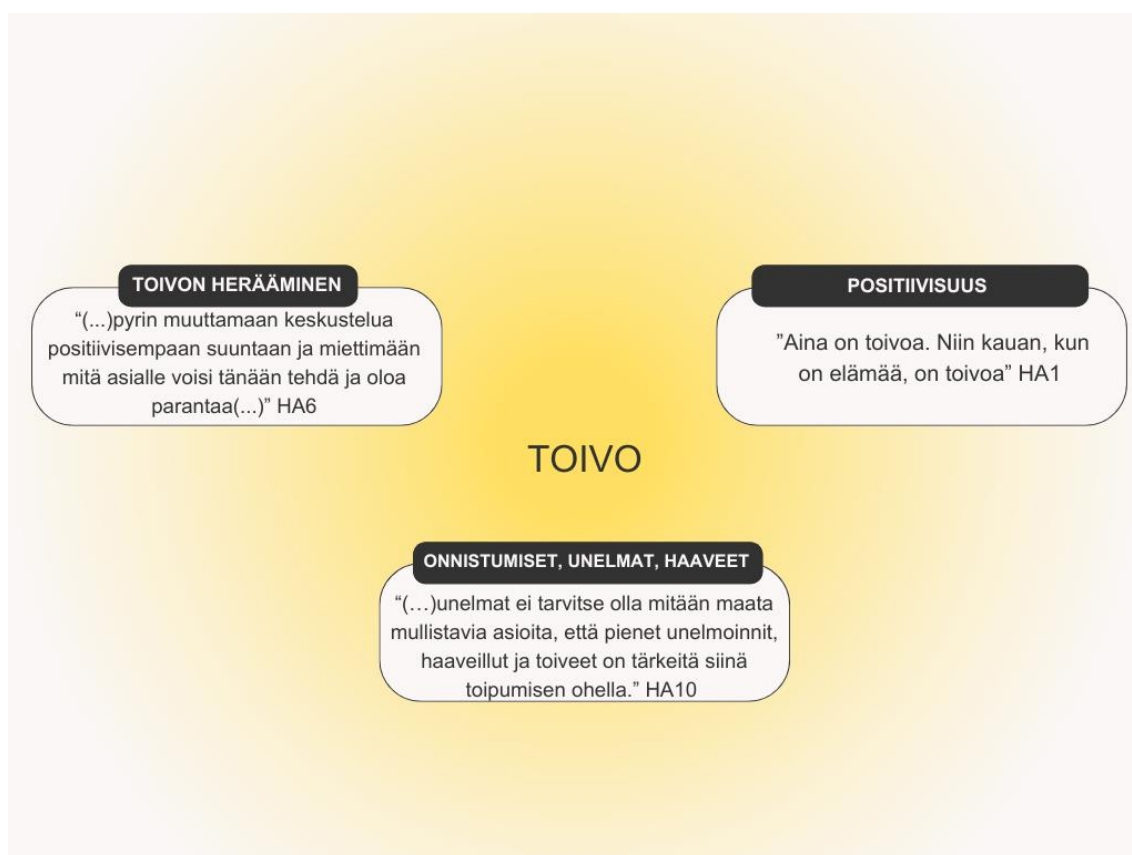 TOIVON HERÄÄMINEN
“(...)pyrin muuttamaan keskustelua
positiivisempaan suuntaan ja miettimään
mitä asialle voisi tänään tehdä ja oloa
parantaa(...)” HA6
POSITIIVISUUS
”Aina on toivoa. Niin kauan, kun
on elämää, on toivoa” HA1
TOIVO
ONNISTUMISET, UNELMAT, HAAVEET
“(…)unelmat ei tarvitse olla mitään maata
mullistavia asioita, että pienet unelmoinnit,
haaveillut ja toiveet on tärkeitä siinä
toipumisen ohella.” HA10